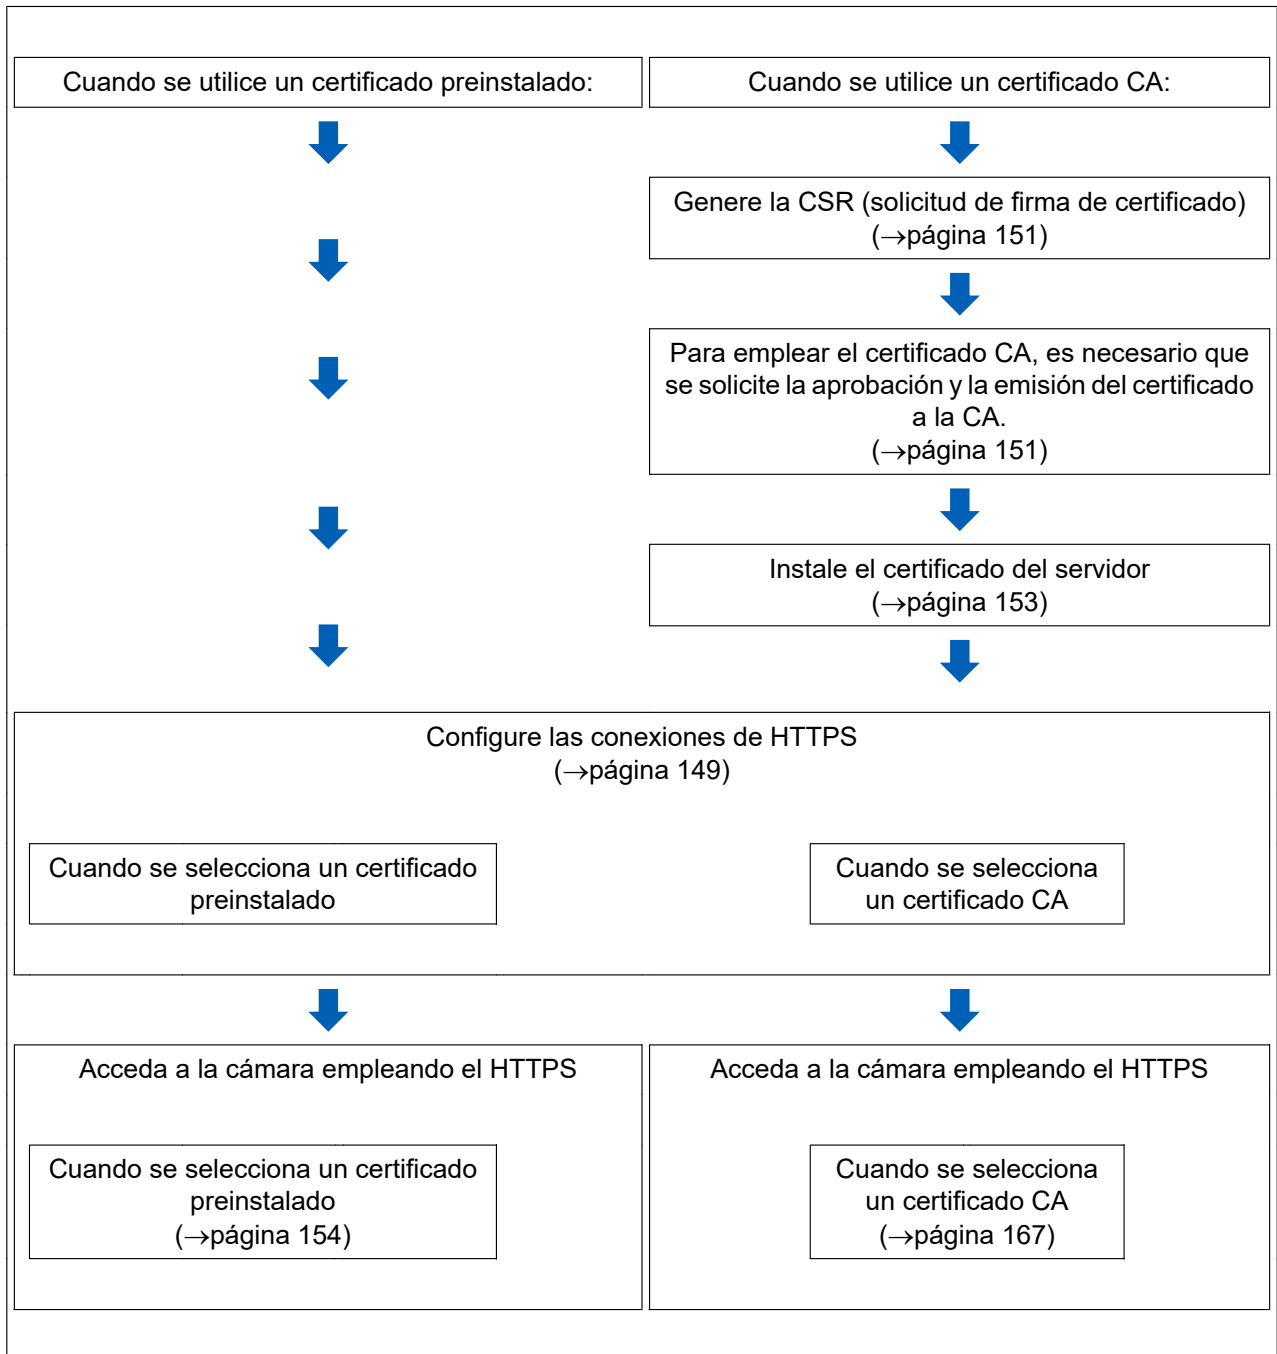 Cuando se utilice un certificado preinstalado:
Cuando se utilice un certificado CA:
Genere la CSR (solicitud de firma de certificado)
(→página 151)
Para emplear el certificado CA, es necesario que
se solicite la aprobación y la emisión del certificado
a la CA.
(→página 151)
Instale el certificado del servidor
(→página 153)
Configure las conexiones de HTTPS
(→página 149)
Cuando se selecciona un certificado
preinstalado
Cuando se selecciona
un certificado CA
Acceda a la cámara empleando el HTTPS
Cuando se selecciona un certificado
preinstalado
(→página 154)
Acceda a la cámara empleando el HTTPS
Cuando se selecciona
un certificado CA
(→página 167)